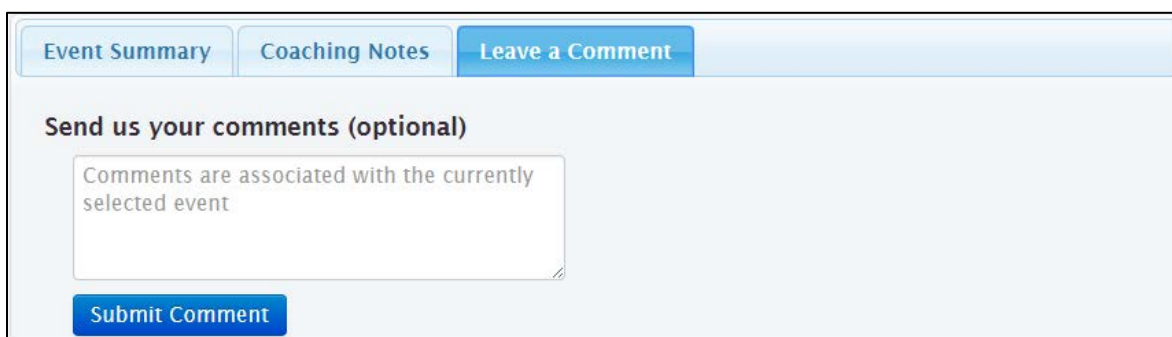 Event Summary Coaching Notes Leave a Comment
Send us your comments (optional)
Comments are associated with the currently
selected event
Submit Comment